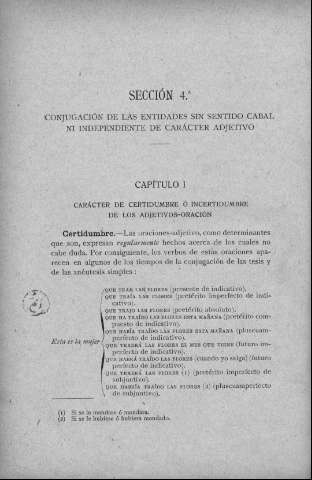 SECCIÓN 4.ª
CONJUGACIÓN DE LAS ENTIDADES SIN SENTIDO CABAL
NI INDEPENDIENTE DE CARÁCTER ADJETIVO
CAPÍTULO I
CARÁCTER DE CERTIDUMBRE Ó INCERTIDUMBRE
DE LOS ADJETIVOS-ORACIÓN
Certidumbre.—Las oraciones-adjetivo, como determinantes
que son, expresan regularmente hechos acerca de los cuales no
cabe duda. Por consiguiente, los verbos de estas oraciones apa-
recen en algunos de los tiempos de la conjugación de las tesis y
de las anéutesis simples:
Esta es la mujer
QUE TRAE LAS FLORES (presente de indicativo).
QUE TRAÍA LAS FLORES (pretérito imperfecto de indi-
cativo).
QUE TRAJO LAS FLORES (pretérito absoluto).
QUE HA TRAÍDO LAS FLORES ESTA MAÑANA (pretérito com-
puesto de indicativo).
QUE HABÍA TRAÍDO LAS FLORES ESTA MAÑANA (pluscuam-
perfecto de indicativo).
QUE TRAERÁ LAS FLORES EL MES QUE VIENE (futuro im-
perfecto de indicativo).
QUE HABRÁ TRAÍDO LAS FLORES (cuando yo salga) (futuro
perfecto de indicativo).
QUE TRAERÁ LAS FLORES (1) (pretérito imperfecto de
subjuntivo).
QUE HABRÍA TRAÍDO LAS FLORES (2) (pluscuamperfecto
de subjuntivo).
(1) Si se lo mandase ó mandara.
(2) Si se le hubiese ó hubiera mandado.